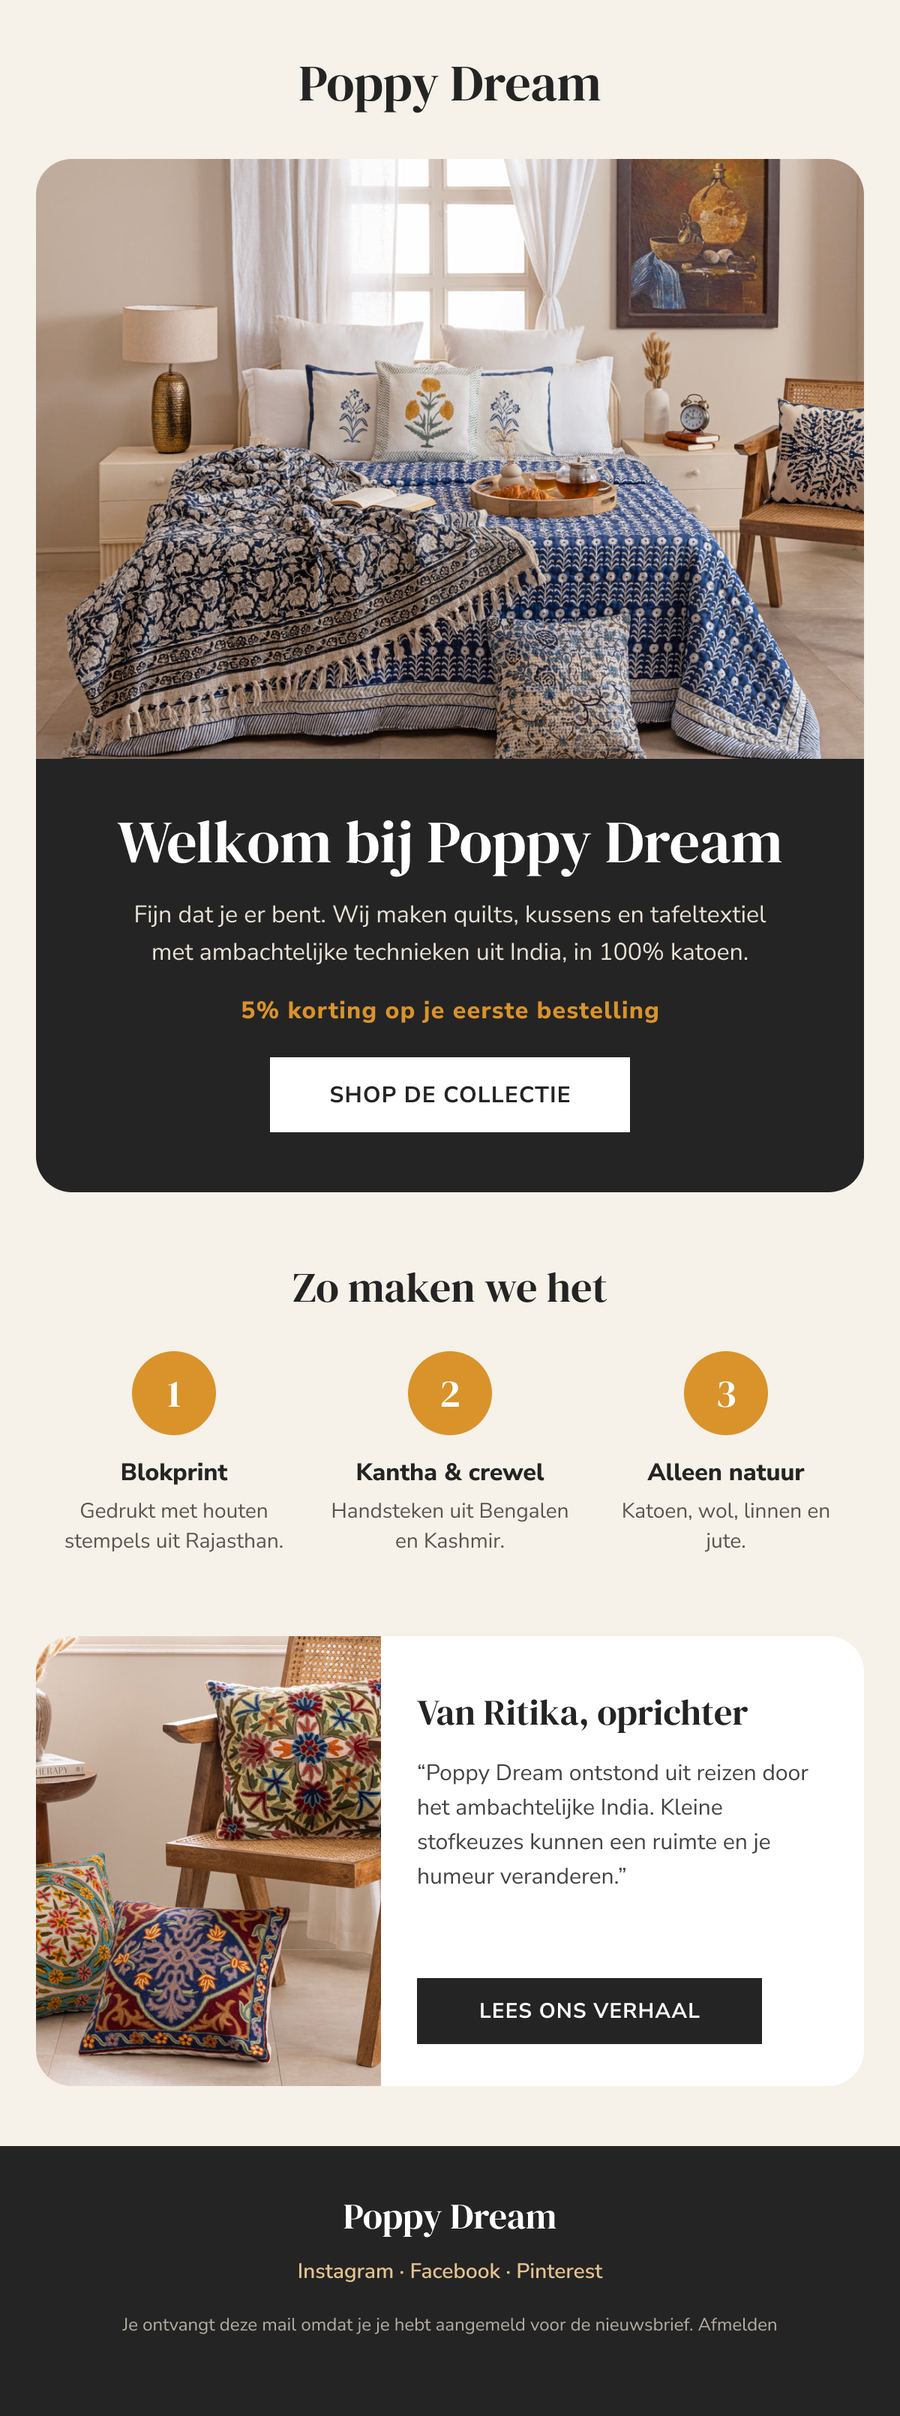 Poppy Dream
Welkom bij Poppy Dream
Fijn dat je er bent. Wij maken quilts, kussens en tafeltextiel
met ambachtelijke technieken uit India, in 100% katoen.
5% korting op je eerste bestelling
SHOP DE COLLECTIE
Zo maken we het
1
2
3
Blokprint
Kantha & crewel
Alleen natuur
Gedrukt met houten
stempels uit Rajasthan.
Handsteken uit Bengalen
en Kashmir.
Katoen, wol, linnen en
jute.
Van Ritika, oprichter
“Poppy Dream ontstond uit reizen door
het ambachtelijke India. Kleine
stofkeuzes kunnen een ruimte en je
humeur veranderen.”
LEES ONS VERHAAL
Poppy Dream
Instagram · Facebook · Pinterest
Je ontvangt deze mail omdat je je hebt aangemeld voor de nieuwsbrief. Afmelden